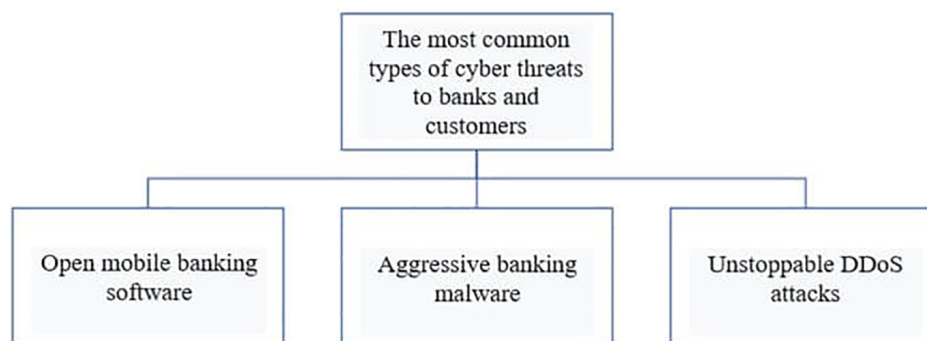 The most common
types of cyber threats
to banks and
customers
Open mobile banking
software
Aggressive banking
malware
Unstoppable DDoS
attacks